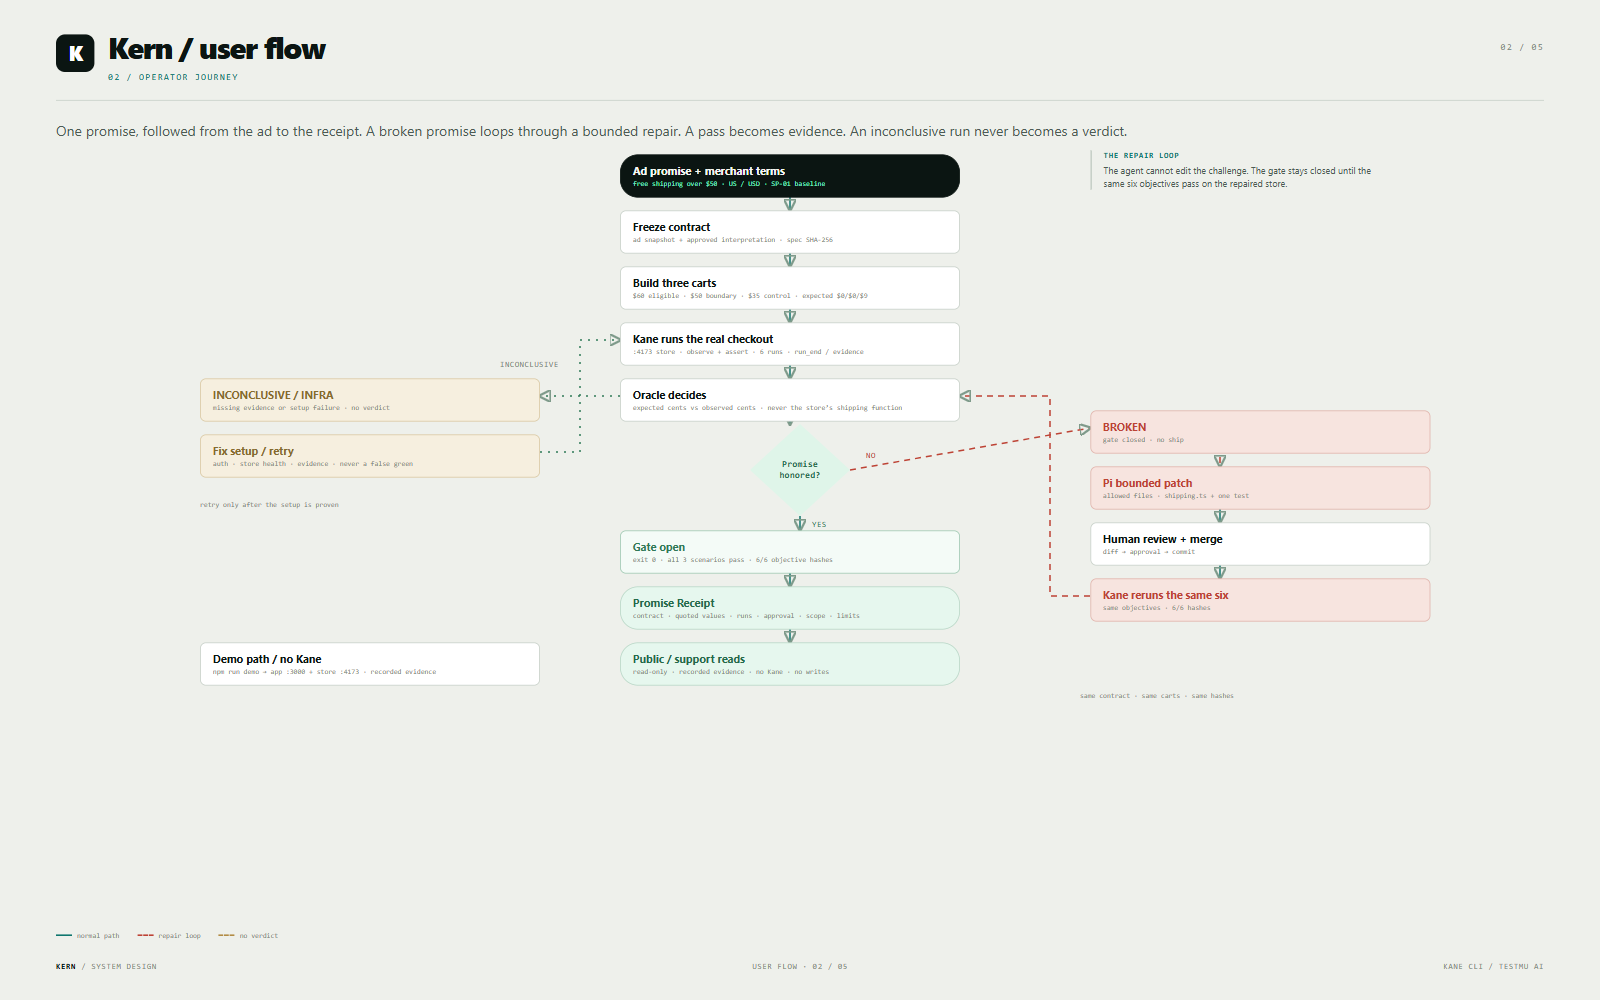 K
Kern / user flow
02 / OPERATOR JOURNEY
02 / 05
One promise, followed from the ad to the receipt. A broken promise loops through a bounded repair. A pass becomes evidence. An inconclusive run never becomes a verdict.
THE REPAIR LOOP
The agent cannot edit the challenge. The gate stays closed until the
same six objectives pass on the repaired store.
Ad promise + merchant terms
free shipping over $50 · US / USD · SP-01 baseline
Freeze contract
ad snapshot + approved interpretation · spec SHA-256
Build three carts
$60 eligible · $50 boundary · $35 control · expected $0/$0/$9
Kane runs the real checkout
:4173 store · observe + assert · 6 runs · run_end / evidence
INCONCLUSIVE
INCONCLUSIVE / INFRA
missing evidence or setup failure · no verdict
Oracle decides
expected cents vs observed cents · never the store's shipping function
Fix setup / retry
auth · store health · evidence · never a false green
retry only after the setup is proven
Promise
honored?
NO
YES
BROKEN
gate closed · no ship
Pi bounded patch
allowed files · shipping.ts + one test
Human review + merge
diff → approval → commit
Kane reruns the same six
same objectives · 6/6 hashes
same contract · same carts · same hashes
Gate open
exit 0 · all 3 scenarios pass · 6/6 objective hashes
Promise Receipt
contract · quoted values · runs · approval · scope · limits
Public / support reads
read-only · recorded evidence · no Kane · no writes
Demo path / no Kane
npm run demo → app :3000 + store :4173 · recorded evidence
normal path
repair loop
no verdict
KERN / SYSTEM DESIGN
USER FLOW · 02 / 05
KANE CLI / TESTMU AI